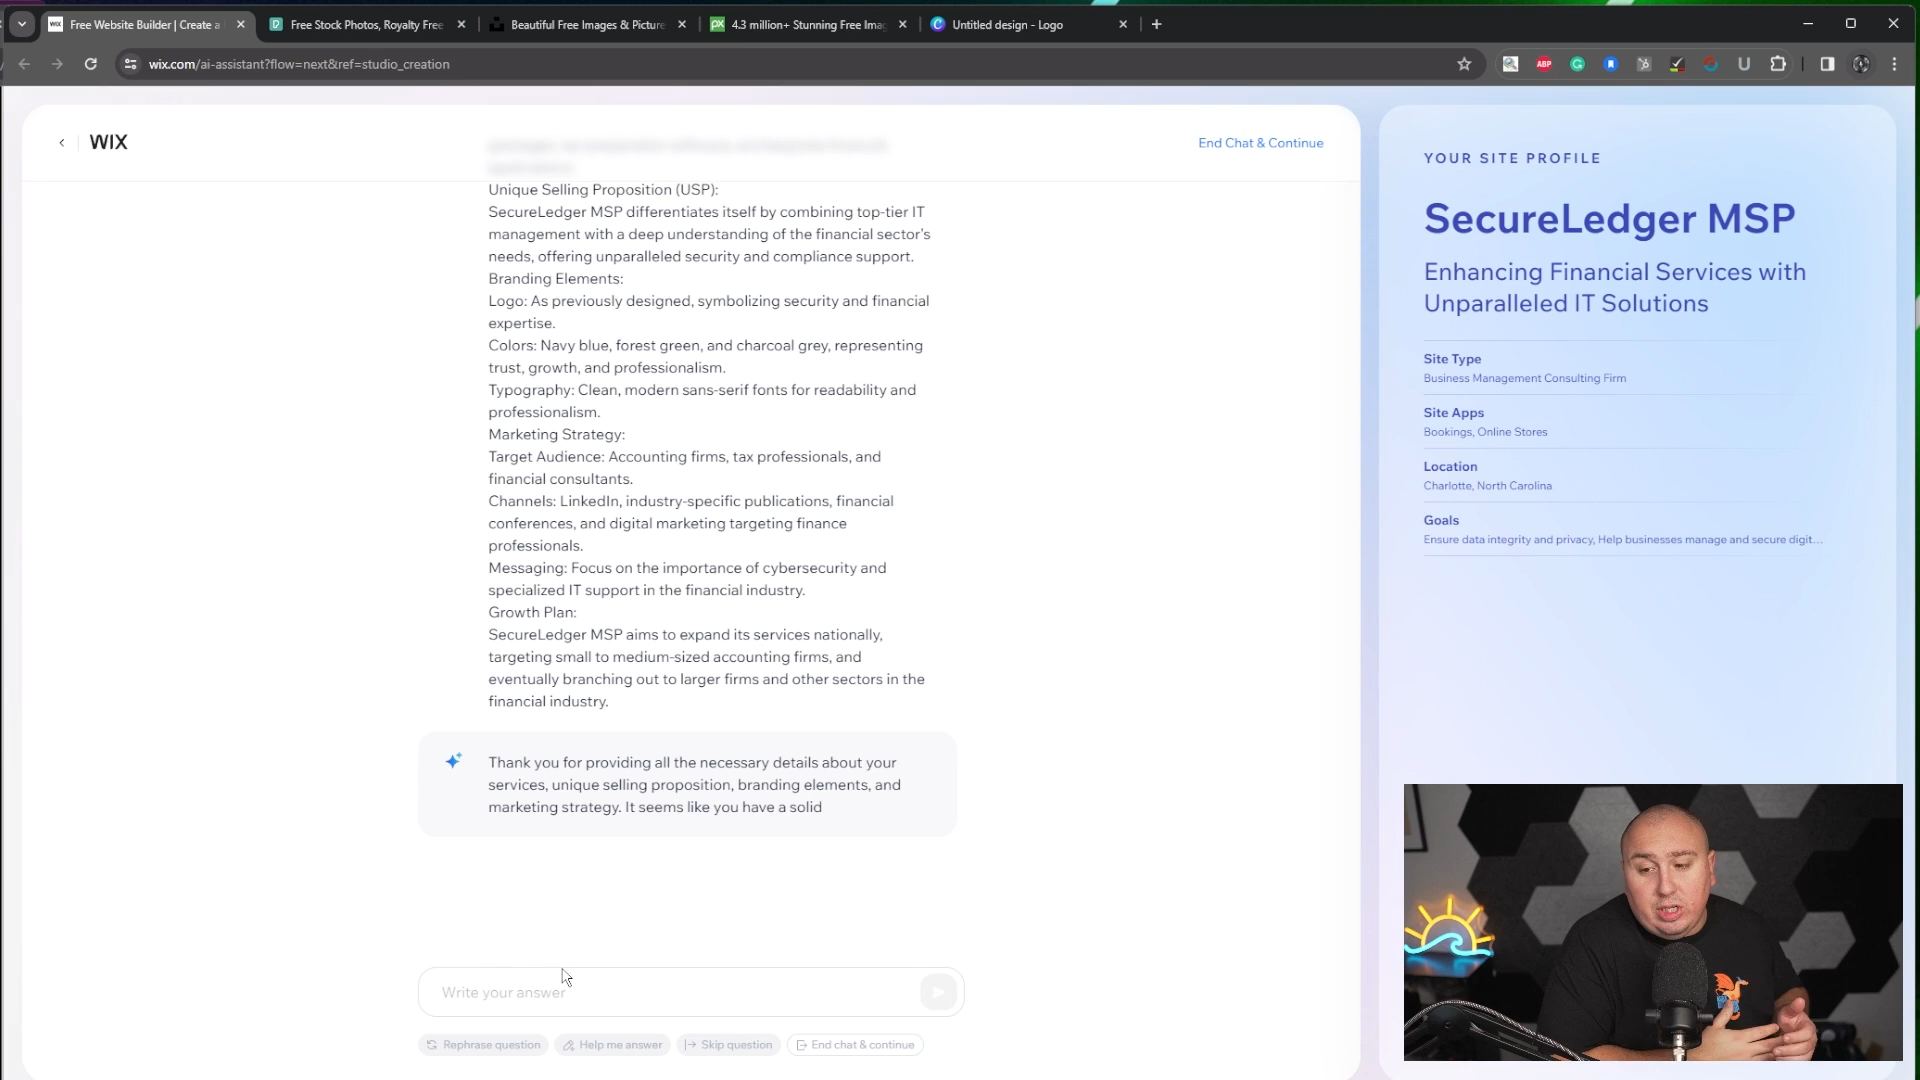 Free Website Builder | Create a
Free Stock Photos, Royalty Free
Beautiful Free Images & Picture
4.3 million+ Stunning Free Imag
Untitled design - Logo
wix.com/ai-assistant?flow=next&ref=studio_creation
ABP
WIX
End Chat & Continue
Unique Selling Proposition (USP):
SecureLedger MSP differentiates itself by combining top-tier IT
management with a deep understanding of the financial sector's
needs, offering unparalleled security and compliance support.
Branding Elements:
Logo: As previously designed, symbolizing security and financial
expertise.
Colors: Navy blue, forest green, and charcoal grey, representing
trust, growth, and professionalism.
Typography: Clean, modern sans-serif fonts for readability and
professionalism.
Marketing Strategy:
Target Audience: Accounting firms, tax professionals, and
financial consultants.
Channels: LinkedIn, industry-specific publications, financial
conferences, and digital marketing targeting finance
professionals.
Messaging: Focus on the importance of cybersecurity and
specialized IT support in the financial industry.
Growth Plan:
SecureLedger MSP aims to expand its services nationally,
targeting small to medium-sized accounting firms, and
eventually branching out to larger firms and other sectors in the
financial industry.
Thank you for providing all the necessary details about your
services, unique selling proposition, branding elements, and
marketing strategy. It seems like you have a solid
Write your answer
Rephrase question
Help me answer
Skip question
End chat & continue
YOUR SITE PROFILE
SecureLedger MSP
Enhancing Financial Services with
Unparalleled IT Solutions
Site Type
Business Management Consulting Firm
Site Apps
Bookings, Online Stores
Location
Charlotte, North Carolina
Goals
Ensure data integrity and privacy, Help businesses manage and secure digit...